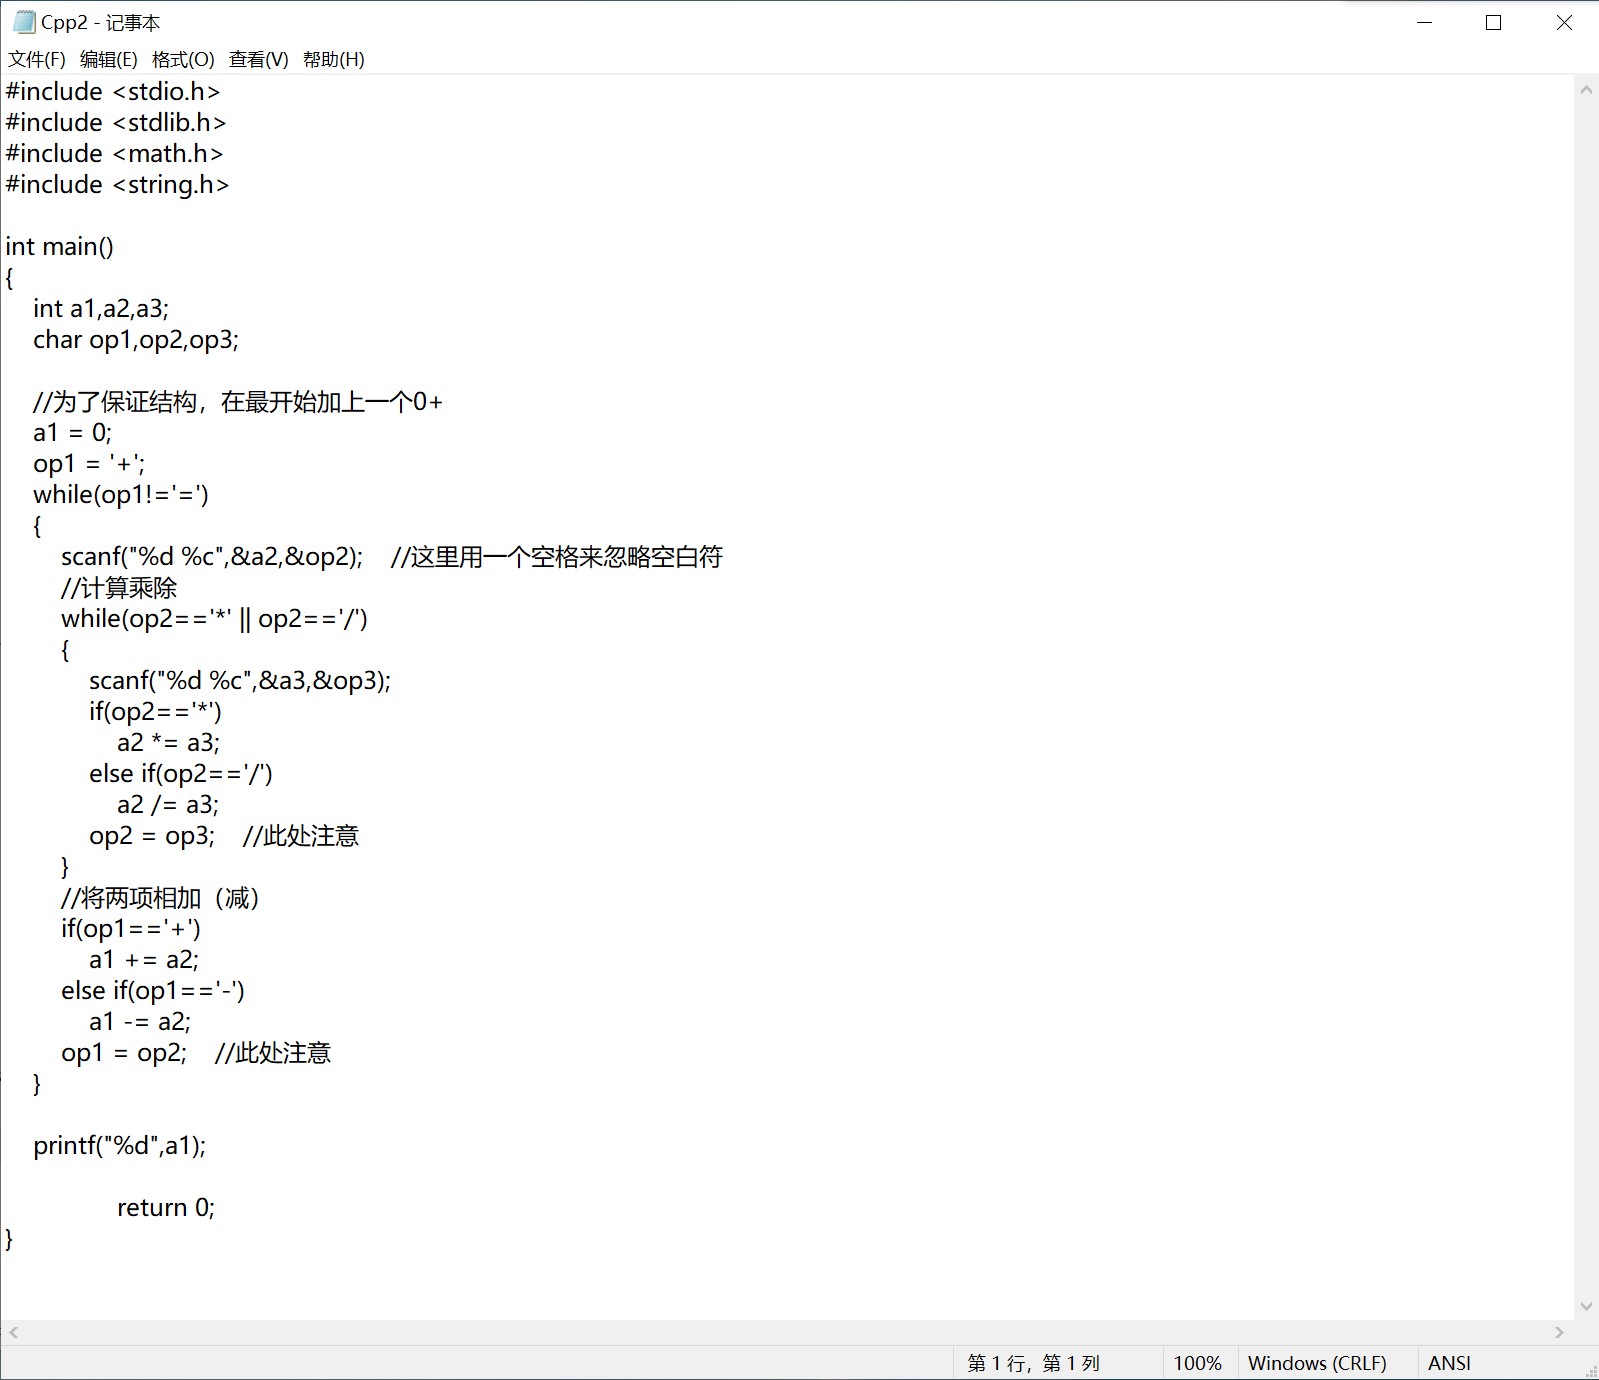 Cpp2 - 记事本
文件(F) 编辑(E) 格式(O) 查看(V) 帮助(H)
#include <stdio.h>
#include <stdlib.h>
#include <math.h>
#include <string.h>
int main()
{
int a1,a2,a3;
char op1,op2,op3;
//为了保证结构，在最开始加上一个0+
a1 = 0;
op1 = '+';
while(op1!='=')
{
scanf("%d %c",&a2,&op2); //这里用一个空格来忽略空白符
//计算乘除
while(op2=='*' || op2=='/')
{
scanf("%d %c",&a3,&op3);
if(op2=='*')
a2 *= a3;
else if(op2=='/')
a2 /= a3;
op2 = op3; //此处注意
}
//将两项相加（减）
if(op1=='+')
a1 += a2;
else if(op1=='-')
a1 -= a2;
op1 = op2; //此处注意
}
printf("%d",a1);
return 0;
}
第 1 行，第 1 列 100% Windows (CRLF) ANSI